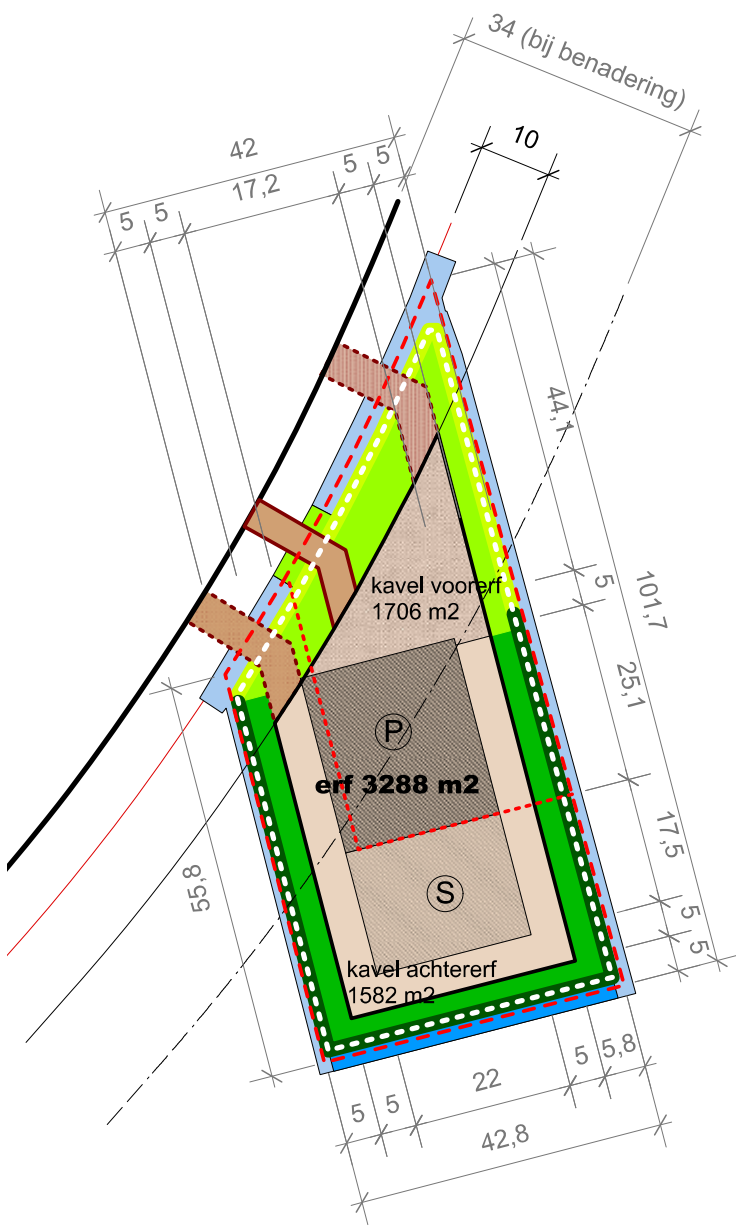 34 (bij benadering)
10
42
5
5
17,2
5
5
44,1
5
101,7
25,1
17,5
5
5
kavel voorerf
1706 m2
P
erf 3288 m2
S
kavel achtererf
1582 m2
55,8
5
5
22
5
5,8
42,8